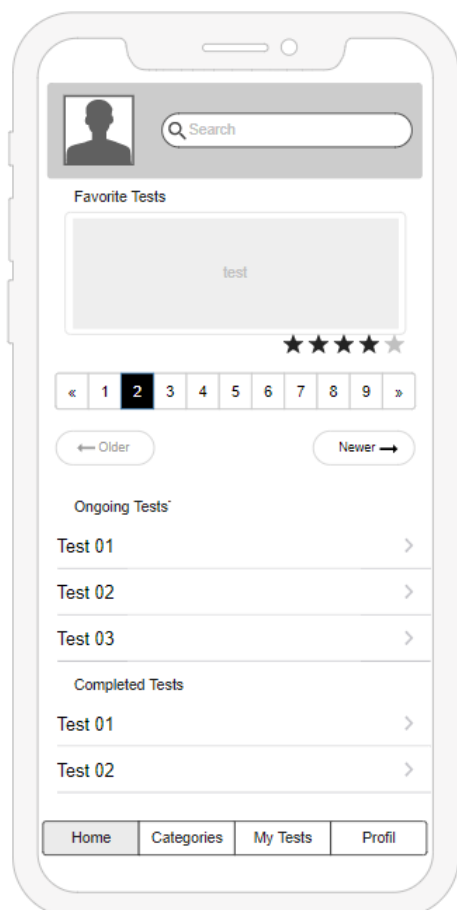 Search
Favorite Tests
test
« 1 2 3 4 5 6 7 8 9 »
Older Newer
Ongoing Tests
Test 01
Test 02
Test 03
Completed Tests
Test 01
Test 02
Home Categories My Tests Profil